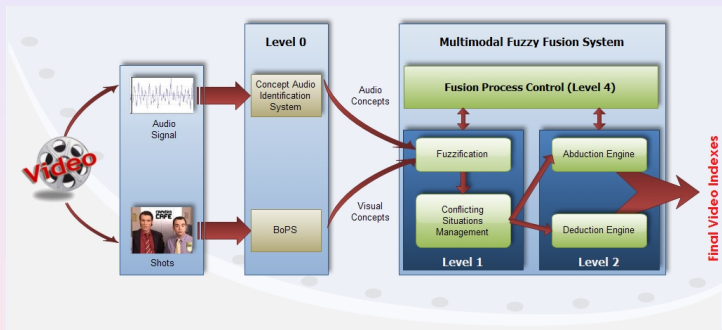 Video
Audio
Signal
FAMOUS
CAFE
Shots
Level 0
Concept Audio
Identification
System
BoPS
Audio
Concepts
Visual
Concepts
Multimodal Fuzzy Fusion System
Fusion Process Control (Level 4)
Fuzzification
Conflicting
Situations
Management
Level 1
Abduction Engine
Deduction Engine
Level 2
Final Video Indexes